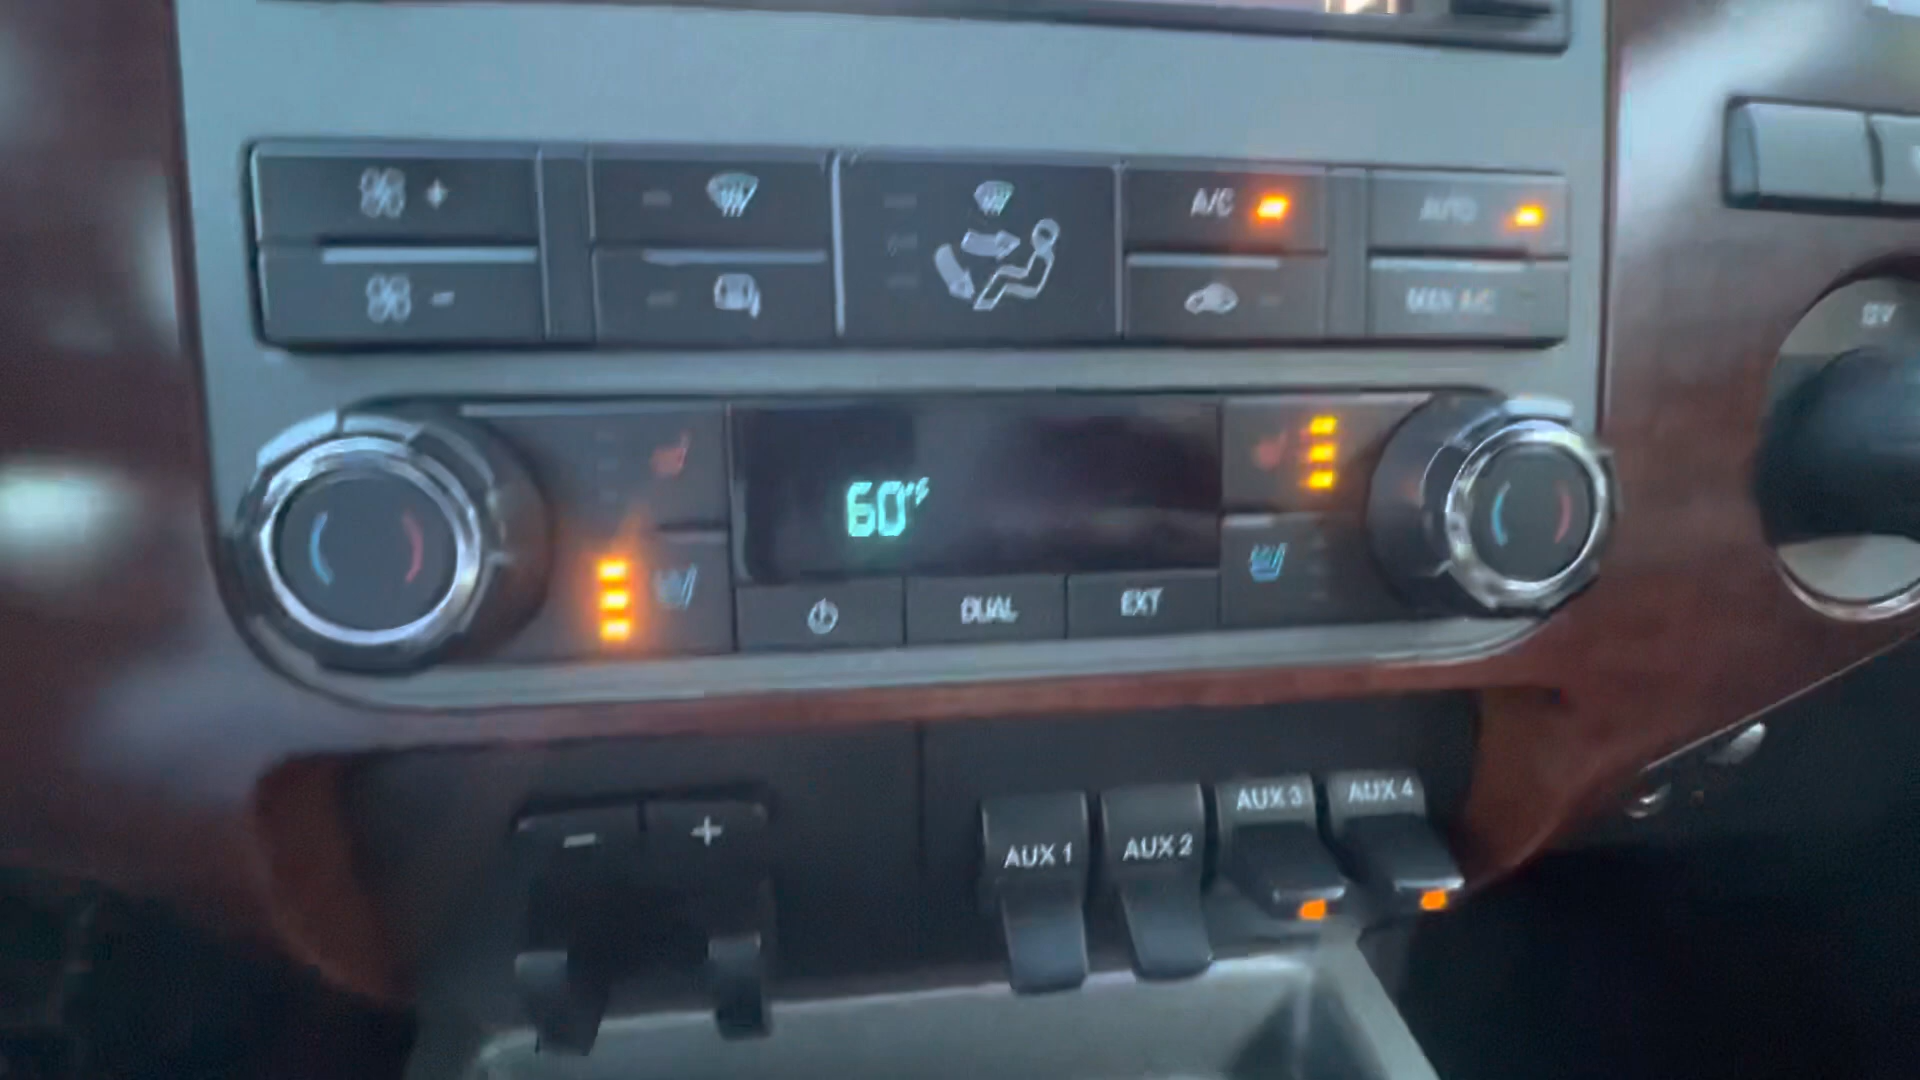 A/C
AUTO
MAX A/C
12V
60°F
DUAL
EXT
- +
AUX 1
AUX 2
AUX 3
AUX 4